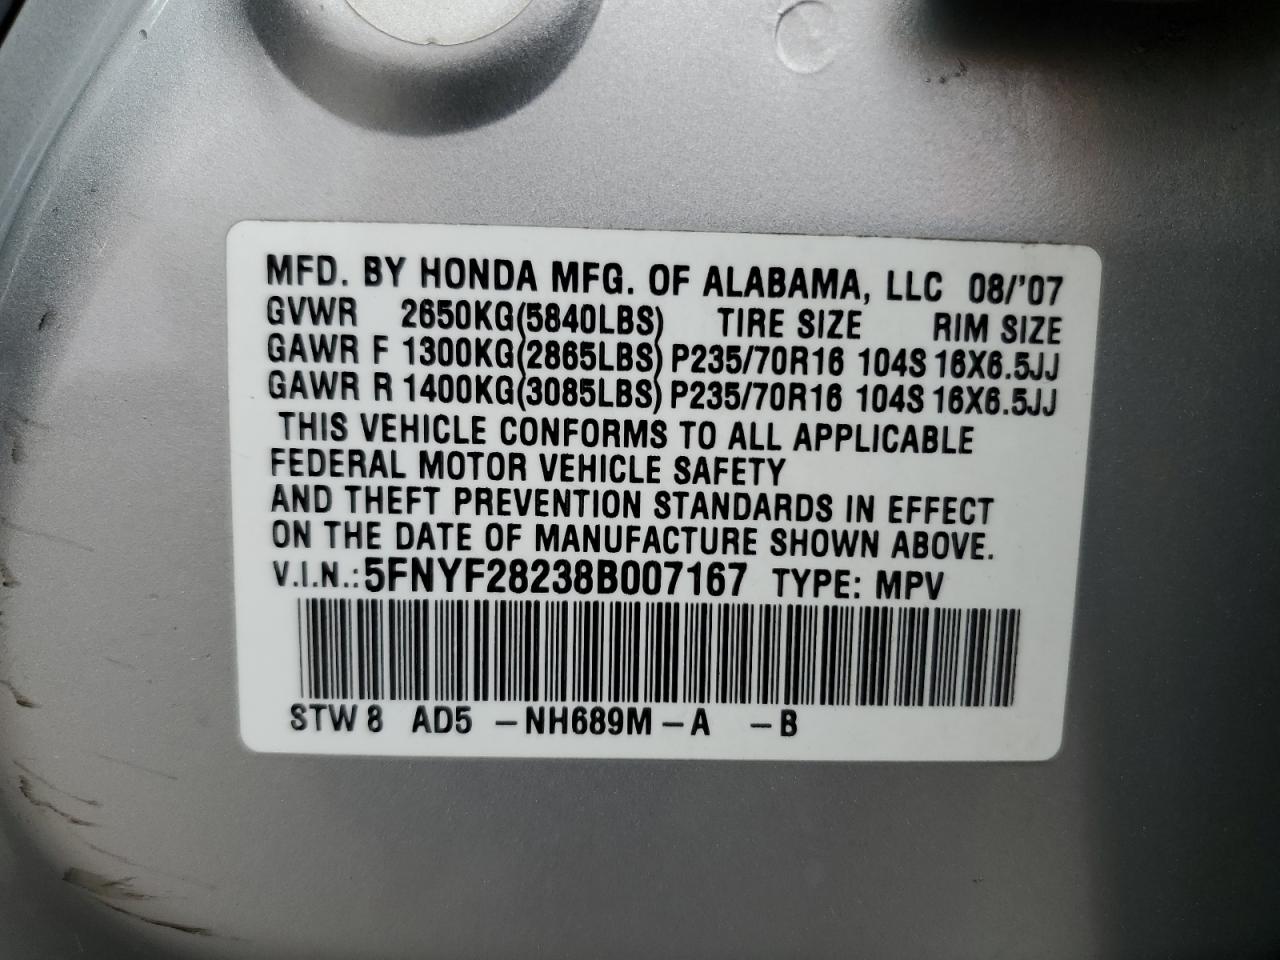 MFD. BY HONDA MFG. OF ALABAMA, LLC 08/'07
GVWR 2650KG(5840LBS) TIRE SIZE RIM SIZE
GAWR F 1300KG(2865LBS) P235/70R16 104S 16X6.5JJ
GAWR R 1400KG(3085LBS) P235/70R16 104S 16X6.5JJ
THIS VEHICLE CONFORMS TO ALL APPLICABLE
FEDERAL MOTOR VEHICLE SAFETY
AND THEFT PREVENTION STANDARDS IN EFFECT
ON THE DATE OF MANUFACTURE SHOWN ABOVE.
V.I.N.: 5FNYF28238B007167 TYPE: MPV
STW 8 AD5 –NH689M–A –B